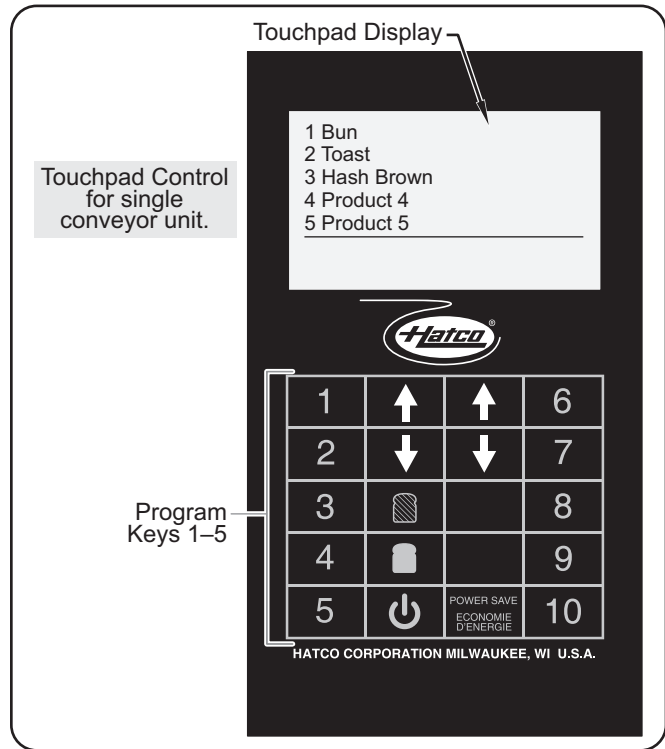 Touchpad Display
1 Bun
2 Toast
3 Hash Brown
4 Product 4
5 Product 5
Touchpad Control
for single
conveyor unit.
Hatco®
1
6
2
7
Program
Keys 1–5
3
8
4
9
5
POWER SAVE
ECONOMIE
D'ENERGIE
10
HATCO CORPORATION MILWAUKEE, WI U.S.A.